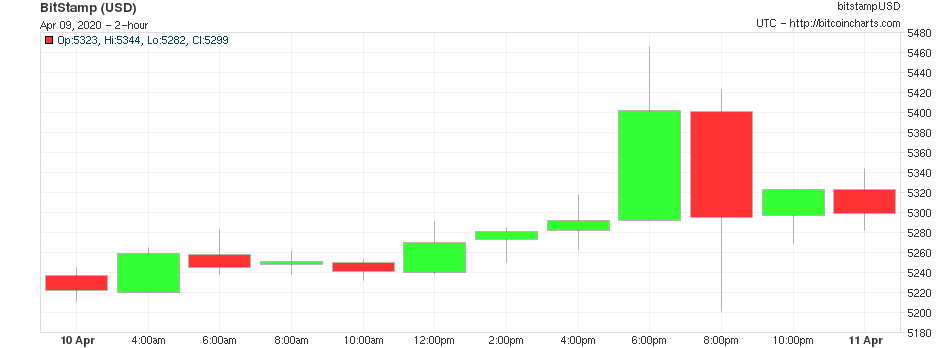 BitStamp (USD)
bitstampUSD
Apr 09, 2020 - 2-hour
UTC - http://bitcoincharts.com
Op:5323, Hi:5344, Lo:5282, Cl:5299
5480
5460
5440
5420
5400
5380
5360
5340
5320
5300
5280
5260
5240
5220
5200
5180
10 Apr 4:00am 6:00am 8:00am 10:00am 12:00pm 2:00pm 4:00pm 6:00pm 8:00pm 10:00pm 11 Apr